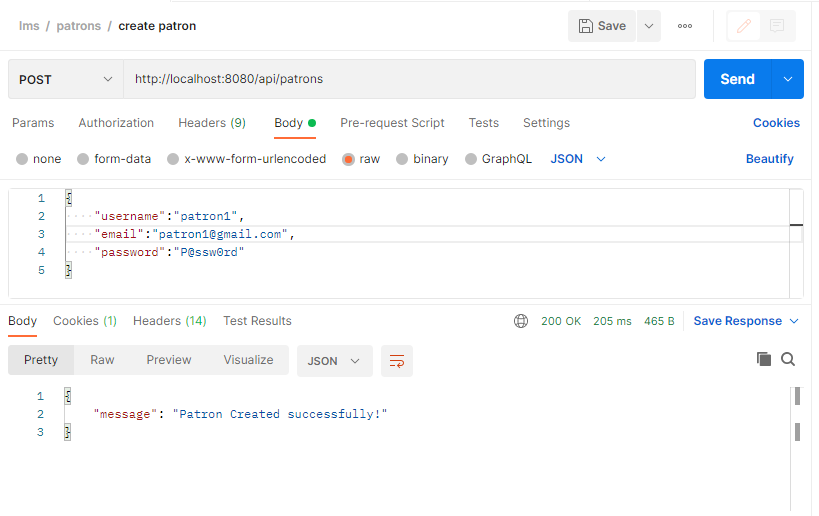 lms / patrons / create patron Save
POST http://localhost:8080/api/patrons Send
Params Authorization Headers (9) Body Pre-request Script Tests Settings Cookies
none form-data x-www-form-urlencoded raw binary GraphQL JSON Beautify
1 {
2 "username":"patron1",
3 "email":"patron1@gmail.com",
4 "password":"P@ssw0rd"
5 }
Body Cookies (1) Headers (14) Test Results 200 OK 205 ms 465 B Save Response
Pretty Raw Preview Visualize JSON
1 {
2 "message": "Patron Created successfully!"
3 }